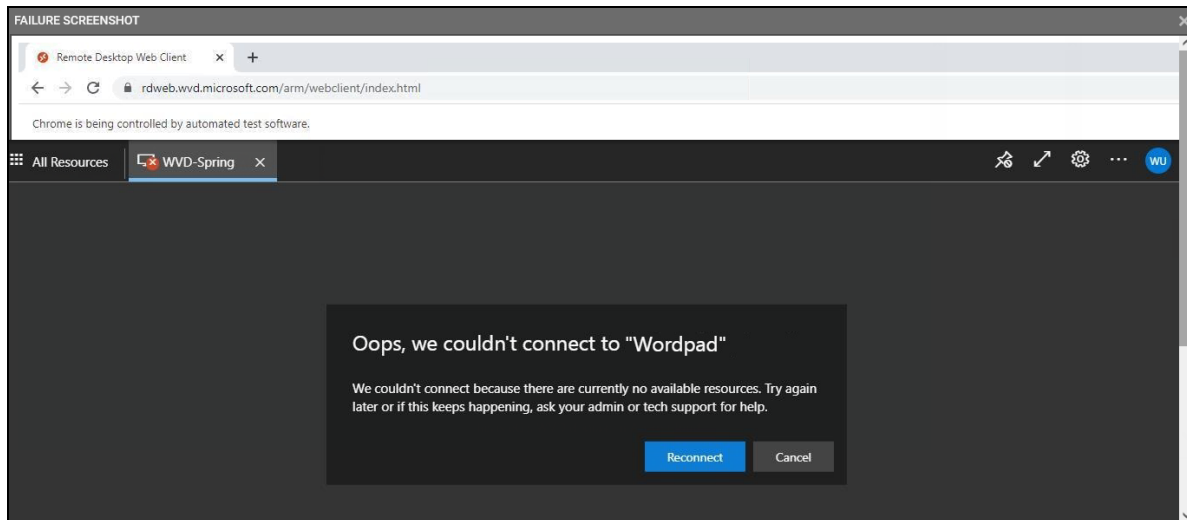 FAILURE SCREENSHOT
Remote Desktop Web Client
rdweb.wvd.microsoft.com/arm/webclient/index.html
Chrome is being controlled by automated test software.
All Resources WVD-Spring WU
Oops, we couldn't connect to "Wordpad"
We couldn't connect because there are currently no available resources. Try again
later or if this keeps happening, ask your admin or tech support for help.
Reconnect Cancel